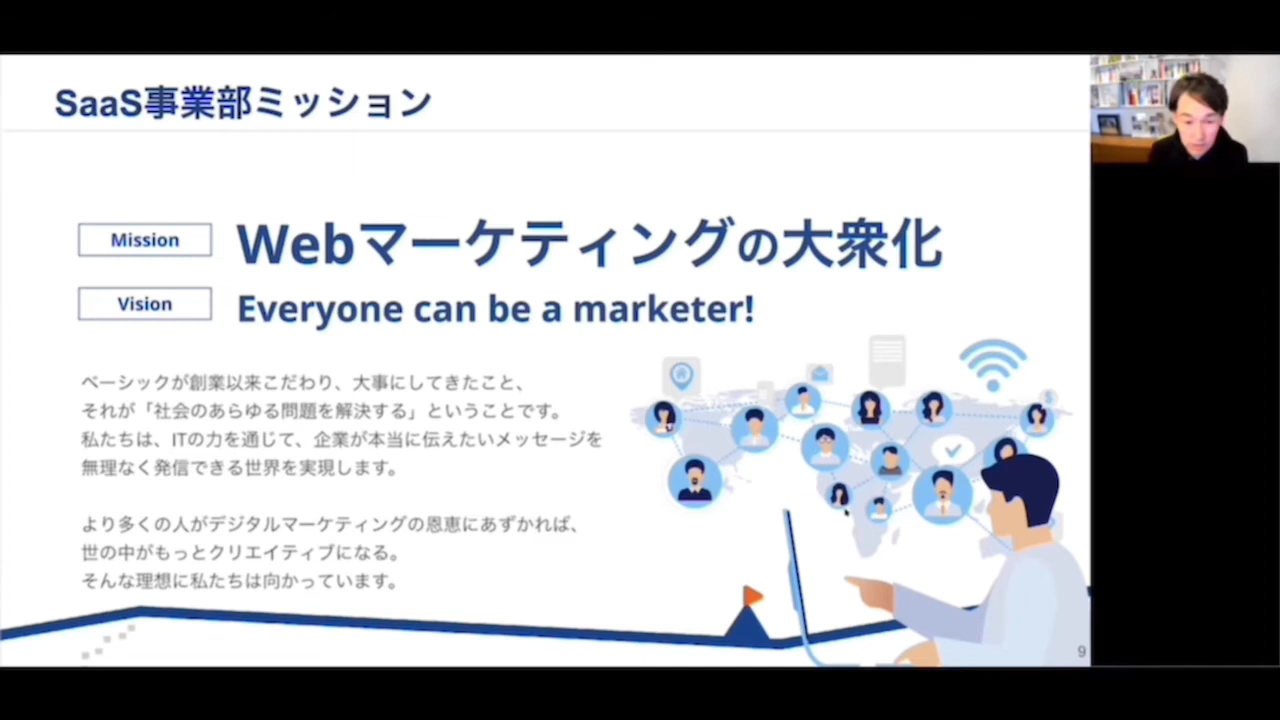 SaaS事業部ミッション
Mission
Webマーケティングの大衆化
Vision
Everyone can be a marketer!
ベーシックが創業以来こだわり、大事にしてきたこと、
それが「社会のあらゆる問題を解決する」ということです。
私たちは、ITの力を通じて、企業が本当に伝えたいメッセージを
無理なく発信できる世界を実現します。
より多くの人がデジタルマーケティングの恩恵にあずかれば、
世の中がもっとクリエイティブになる。
そんな理想に私たちは向かっています。
9